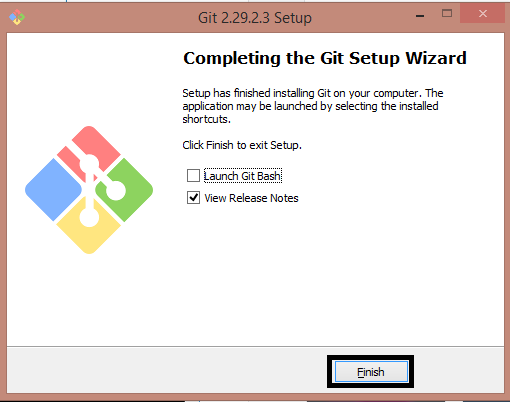 Git 2.29.2.3 Setup
Completing the Git Setup Wizard
Setup has finished installing Git on your computer. The
application may be launched by selecting the installed
shortcuts.
Click Finish to exit Setup.
Launch Git Bash
View Release Notes
Finish